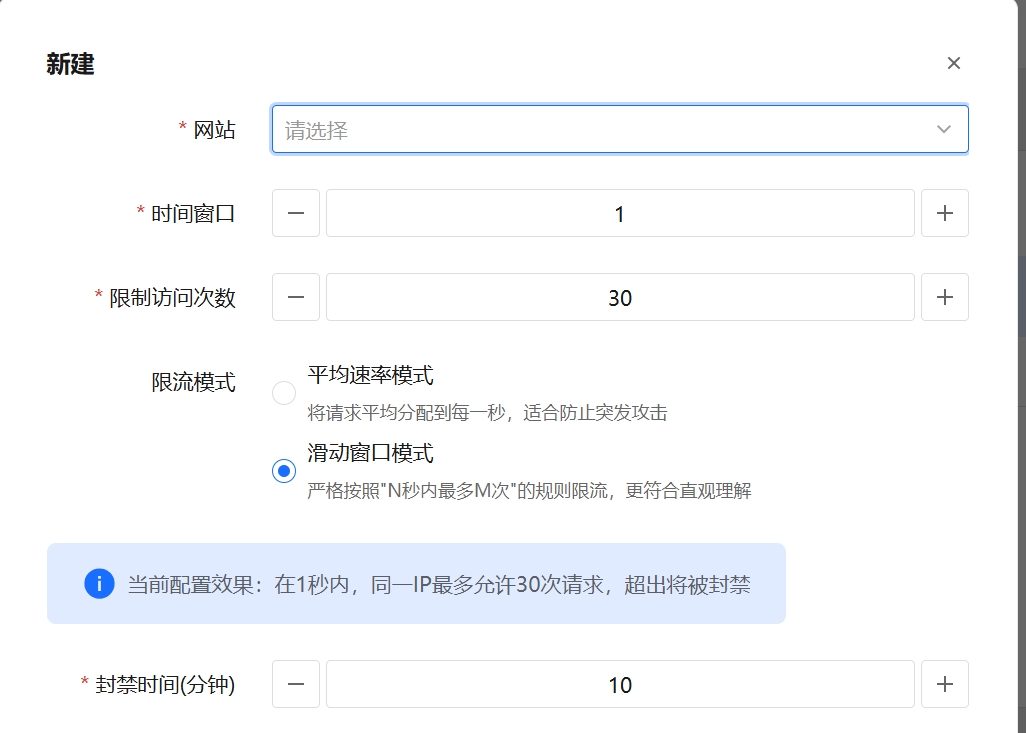 新建
* 网站
请选择
* 时间窗口
1
* 限制访问次数
30
限流模式
平均速率模式
将请求平均分配到每一秒，适合防止突发攻击
滑动窗口模式
严格按照"N秒内最多M次"的规则限流，更符合直观理解
当前配置效果：在1秒内，同一IP最多允许30次请求，超出将被封禁
* 封禁时间(分钟)
10